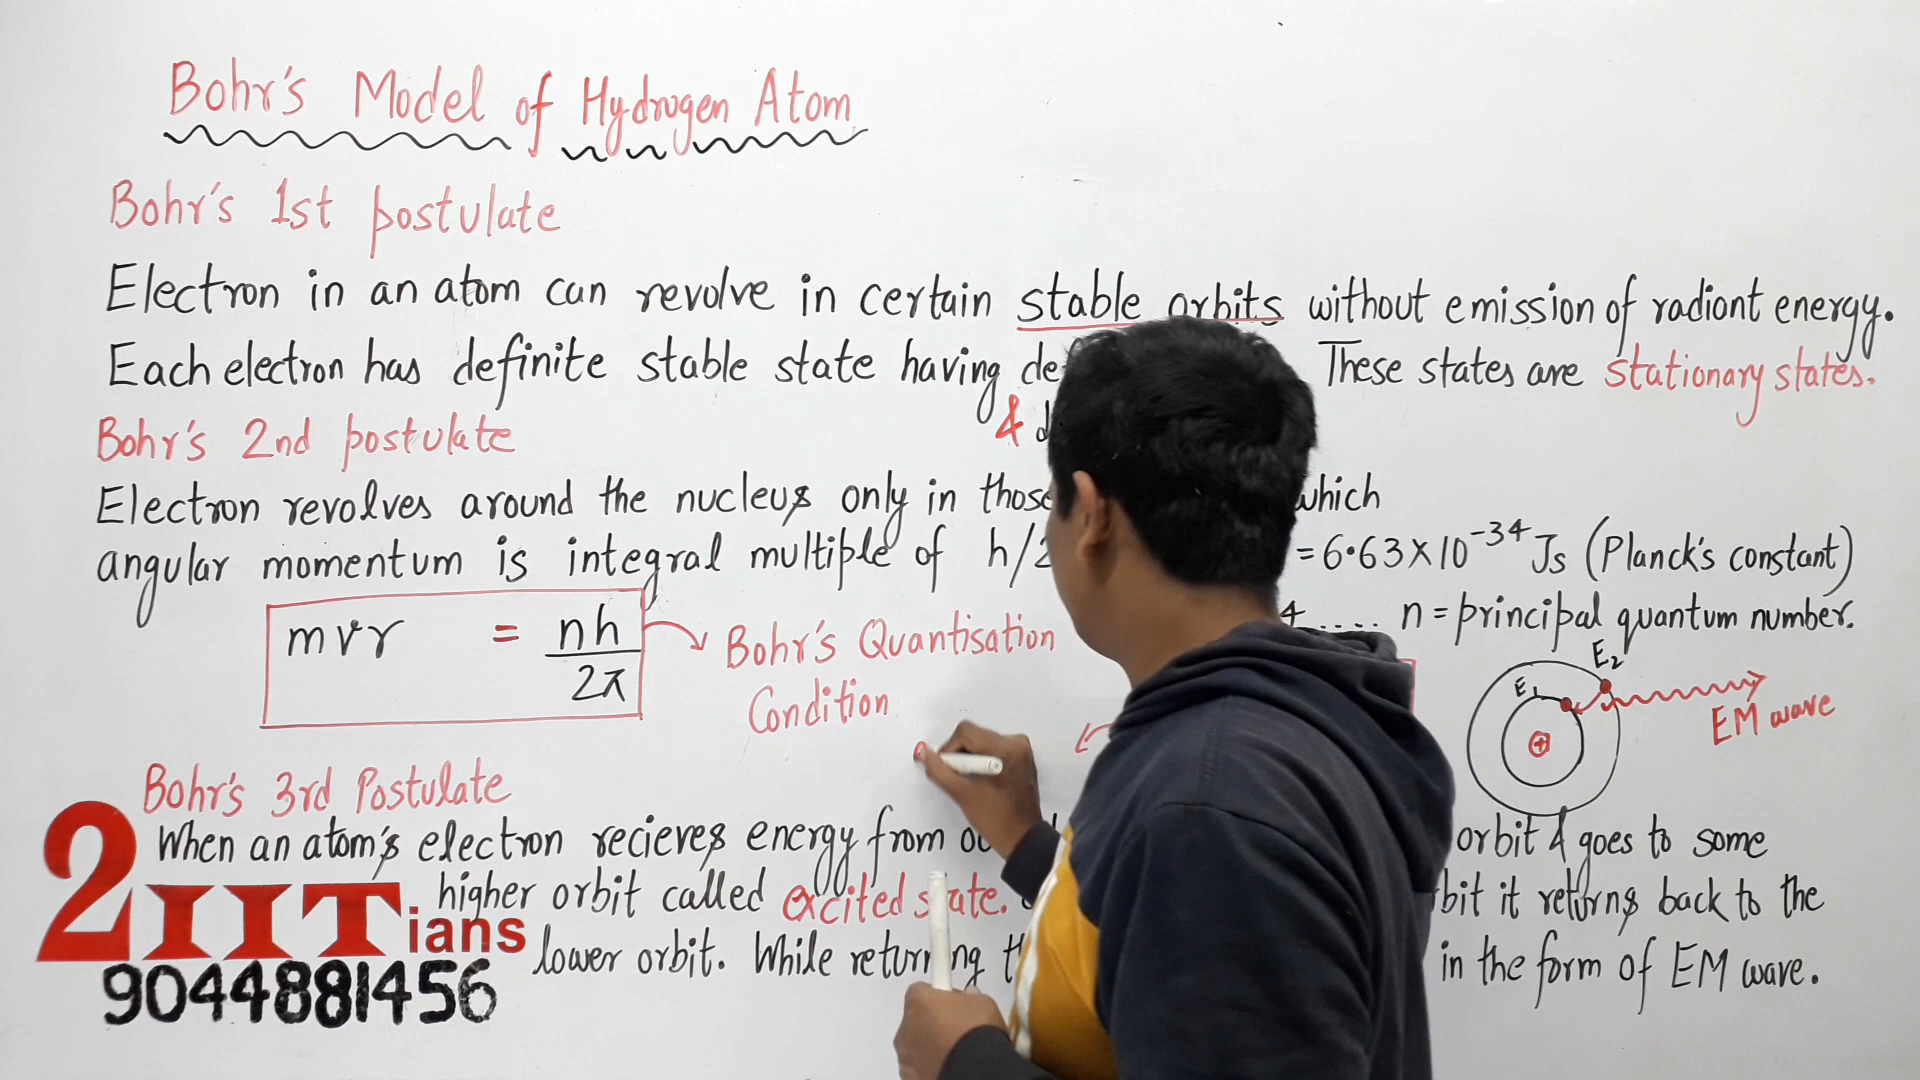 Bohr's Model of Hydrogen Atom
Bohr's 1st postulate
Electron in an atom can revolve in certain stable orbits without emission of radiant energy.
Each electron has definite stable state having These states are stationary states.
&
Bohr's 2nd postulate
Electron revolves around the nucleus only in those which
angular momentum is integral multiple of h/2 = 6.63×10⁻³⁴ Js (Planck's constant)
4 .... n = principal quantum number.
mvr = nh/2π
Bohr's Quantisation
Condition
E₂
E₁
+
EM wave
Bohr's 3rd Postulate
When an atom's electron recieves energy from orbit & goes to some
higher orbit called excited state. it returns back to the
lower orbit. While returning in the form of EM wave.
2IITians
9044881456